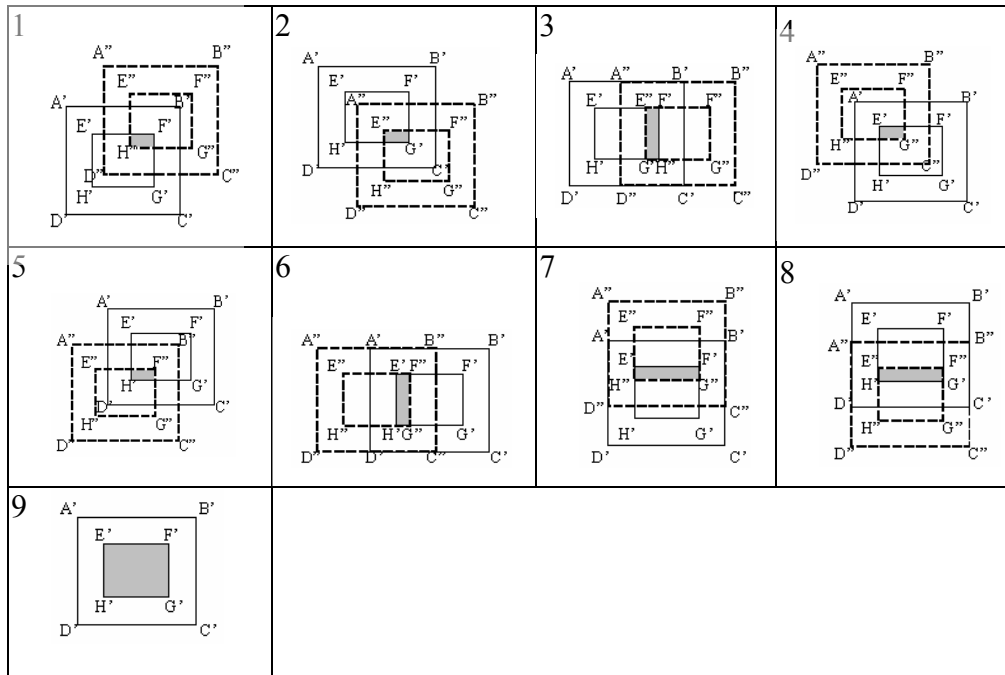 1
A” B”
E” F”
A’ B’
E’ F’
H” G”
D” C”
H’ G’
D’ C’
2
A’ B’
E’ F’
A” B”
E” F”
H’ G’
D C’
H” G”
D” C”
3
A’ A” B’ B”
E’ E” F’ F”
H’ G’ H” G”
D’ D” C’ C”
4
A” B”
E” F”
A’ B’
E’ F’
H” G”
D” C”
H’ G’
D’ C’
5
A’ B’
E’ F’
A” B”
E” F”
H’ G’
D’ C’
H” G”
D” C”
6
A” A’ B” B’
E” E’ F” F’
H” H’ G” G’
D” D’ C” C’
7
A” B”
E” F”
A’ B’
E’ F’
H” G”
D” C”
H’ G’
D’ C’
8
A’ B’
E’ F’
A” B”
E” F”
H’ G’
D’ C’
H” G”
D” C”
9
A’ B’
E’ F’
H’ G’
D’ C’